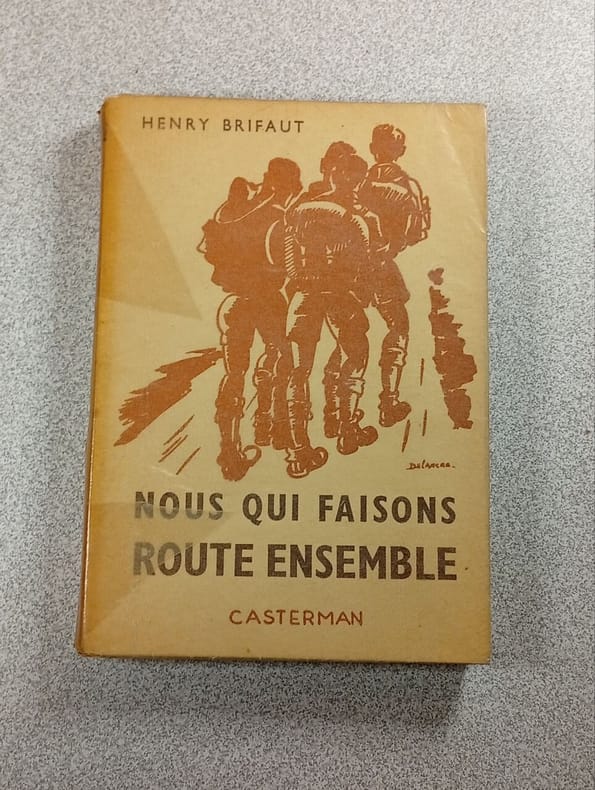 HENRY BRIFAUT
NOUS QUI FAISONS
ROUTE ENSEMBLE
CASTERMAN